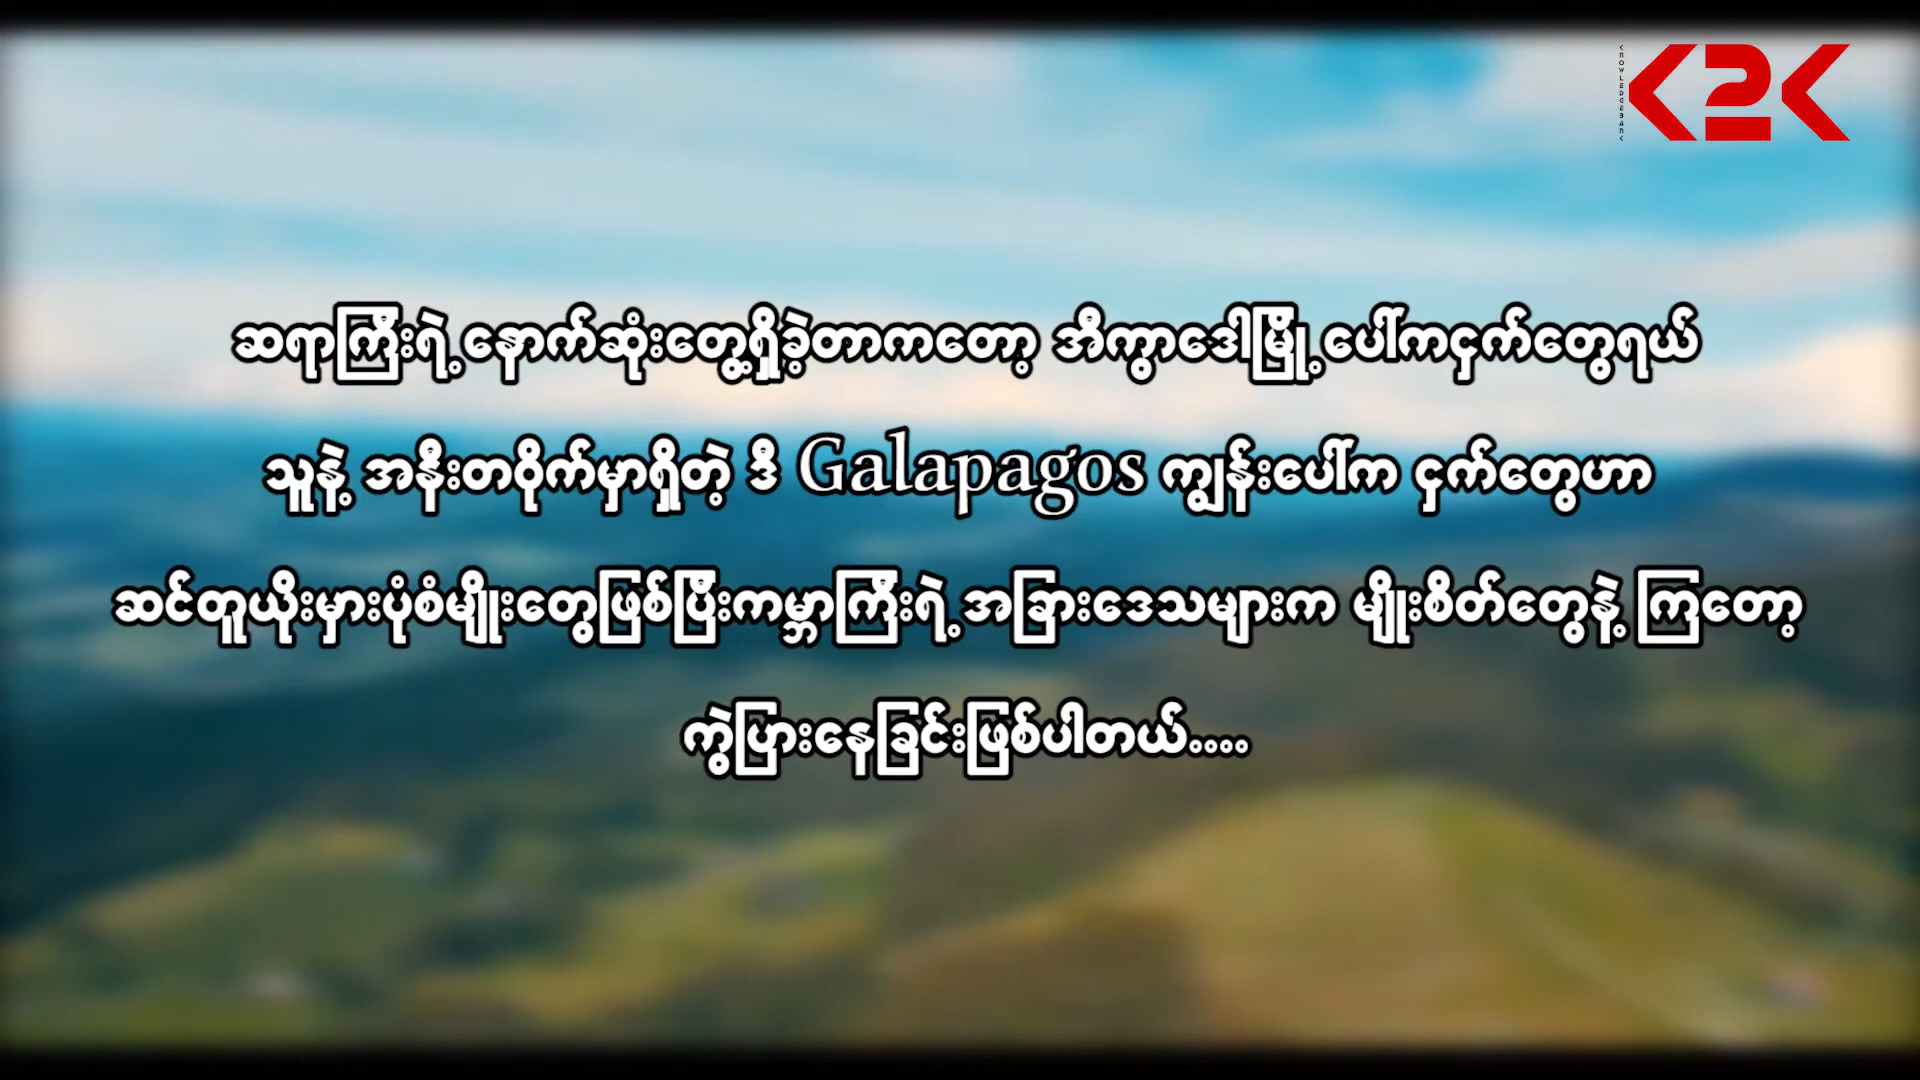 K2K
KNOWLEDGEBANK
ဆရာကြီးရဲ့နောက်ဆုံးတွေ့ရှိခဲ့တာကတော့ အီကွာဒေါမြို့ပေါ်ကငှက်တွေရယ်
သူနဲ့ အနီးတဝိုက်မှာရှိတဲ့ ဒီ Galapagos ကျွန်းပေါ်က ငှက်တွေဟာ
ဆင်တူယိုးမှားပုံစံမျိုးတွေဖြစ်ပြီးကမ္ဘာကြီးရဲ့အခြားဒေသများက မျိုးစိတ်တွေနဲ့ ကြတော့
ကွဲပြားနေခြင်းဖြစ်ပါတယ်....